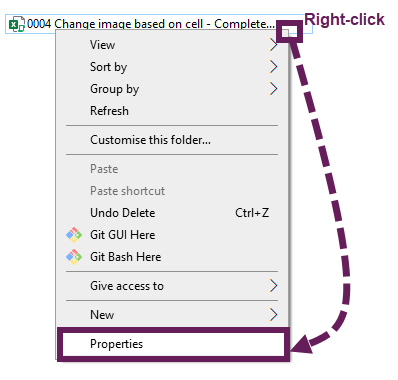 0004 Change image based on cell - Complete...
Right-click
View
Sort by
Group by
Refresh
Customise this folder...
Paste
Paste shortcut
Undo Delete Ctrl+Z
Git GUI Here
Git Bash Here
Give access to
New
Properties